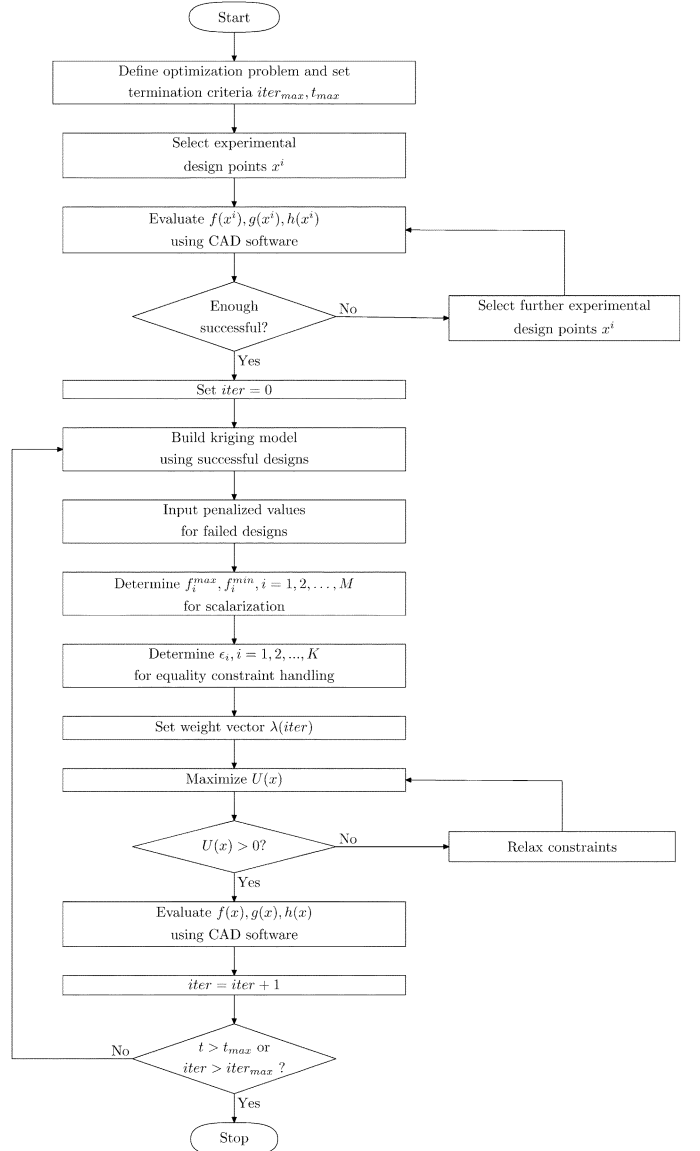 Start
Define optimization problem and set
termination criteria iter_max, t_max
Select experimental
design points x^i
Evaluate f(x^i), g(x^i), h(x^i)
using CAD software
Enough
successful?
No
Select further experimental
design points x^i
Yes
Set iter = 0
Build kriging model
using successful designs
Input penalized values
for failed designs
Determine f_i^max, f_i^min, i = 1, 2, . . . , M
for scalarization
Determine ϵ_i, i = 1, 2, ..., K
for equality constraint handling
Set weight vector λ(iter)
Maximize U(x)
U(x) > 0?
No
Relax constraints
Yes
Evaluate f(x), g(x), h(x)
using CAD software
iter = iter + 1
No
t > t_max or
iter > iter_max ?
Yes
Stop